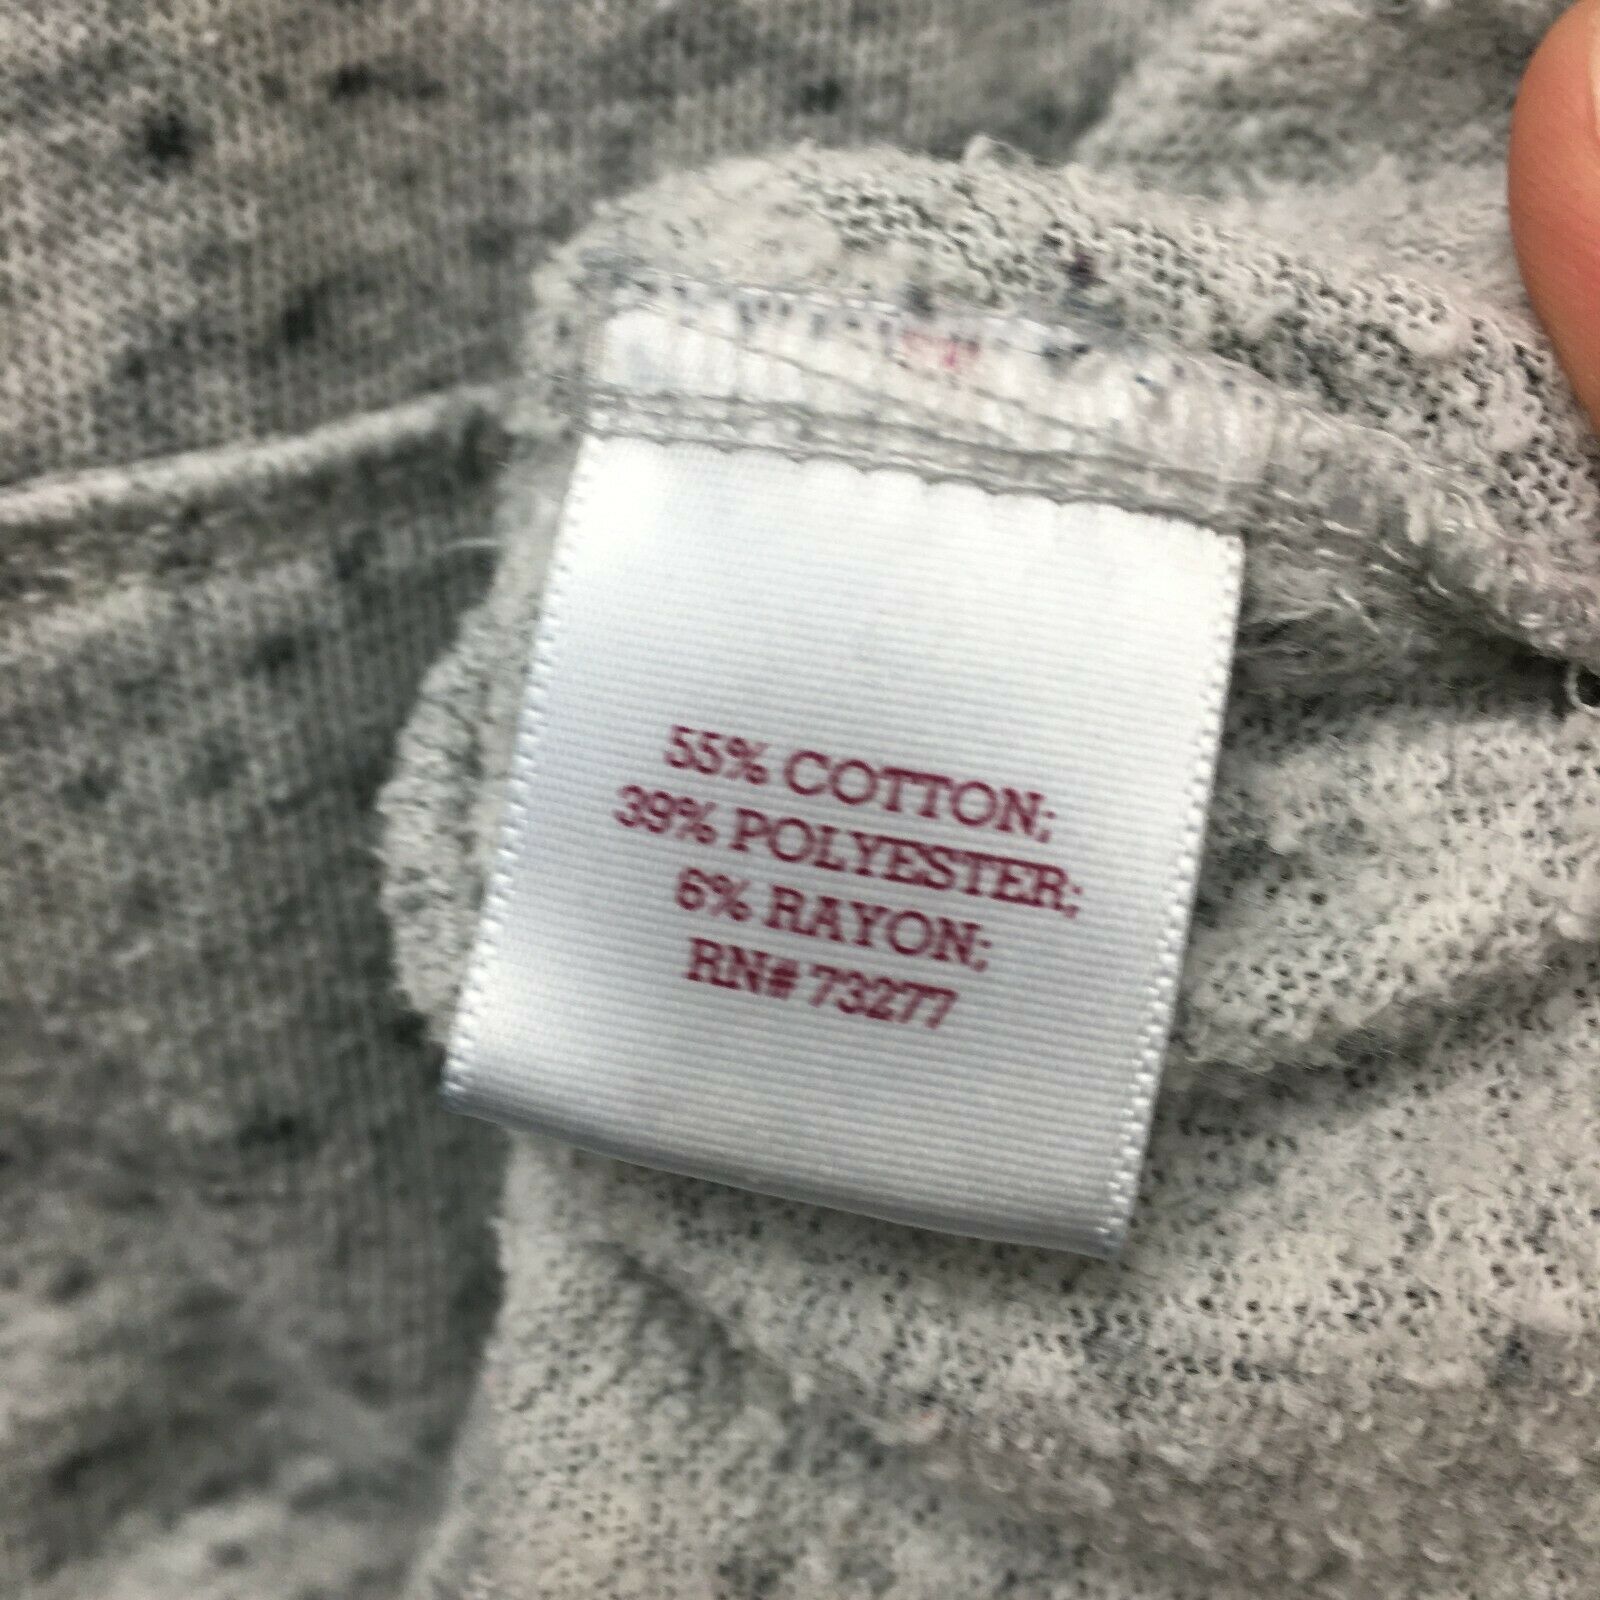 55% COTTON;
39% POLYESTER;
6% RAYON;
RN# 73277